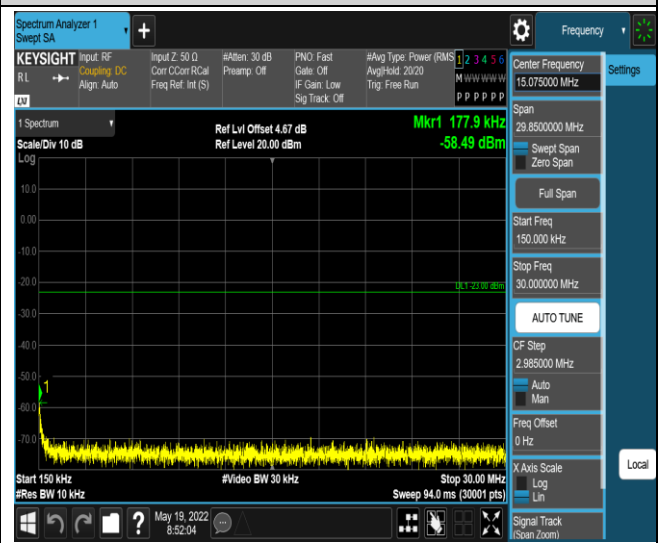 Spectrum Analyzer 1
Swept SA
Frequency
KEYSIGHT
RL
LXI
Input: RF
Coupling: DC
Align: Auto
Input Z: 50 Ω
Corr CCorr RCal
Freq Ref: Int (S)
#Atten: 30 dB
Preamp: Off
PNO: Fast
Gate: Off
IF Gain: Low
Sig Track: Off
#Avg Type: Power (RMS
Avg|Hold: 20/20
Trig: Free Run
1 2 3 4 5 6
M W W W W W
P P P P P P
1 Spectrum
Scale/Div 10 dB
Log
Ref Lvl Offset 4.67 dB
Ref Level 20.00 dBm
Mkr1 177.9 kHz
-58.49 dBm
10.0
0.00
-10.0
-20.0
DL1 -23.00 dBm
-30.0
-40.0
-50.0
1
-60.0
-70.0
Start 150 kHz
#Res BW 10 kHz
#Video BW 30 kHz
Stop 30.00 MHz
Sweep 94.0 ms (30001 pts)
?
May 19, 2022
8:52:04
Center Frequency
15.075000 MHz
Span
29.8500000 MHz
Swept Span
Zero Span
Full Span
Start Freq
150.000 kHz
Stop Freq
30.000000 MHz
AUTO TUNE
CF Step
2.985000 MHz
Auto
Man
Freq Offset
0 Hz
X Axis Scale
Log
Lin
Signal Track
(Span Zoom)
Settings
Local